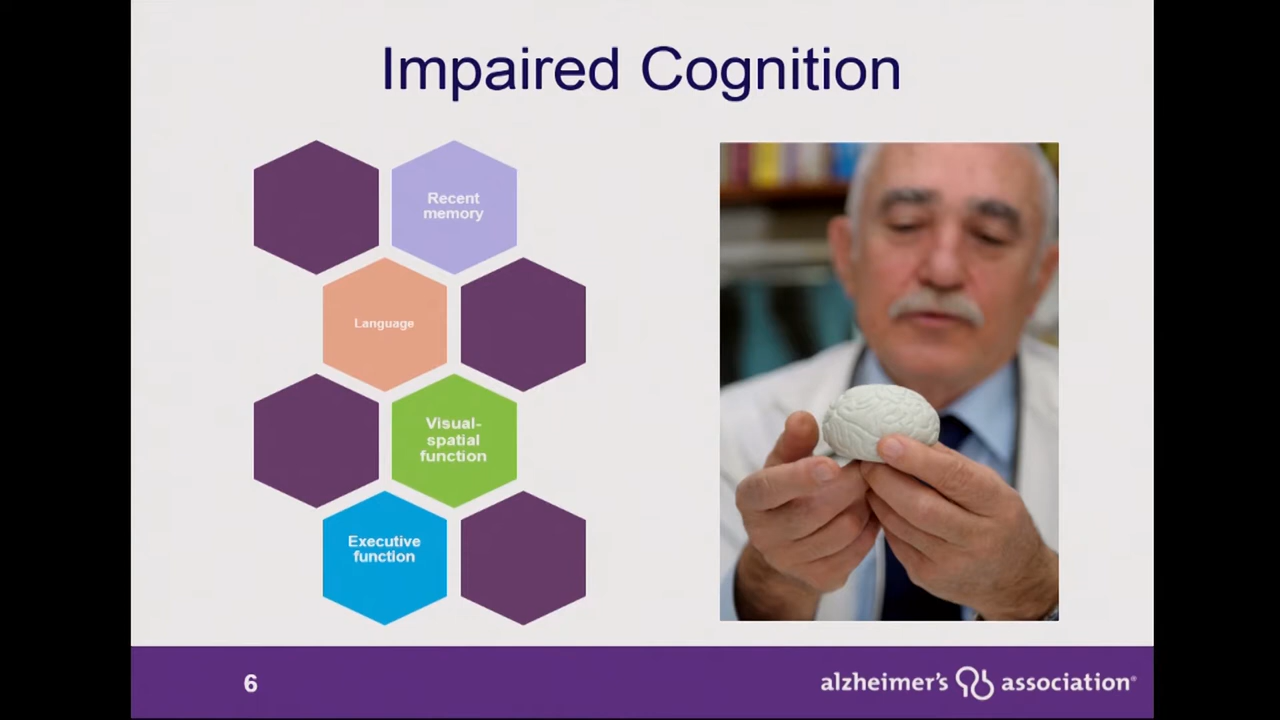 Impaired Cognition
Recent
memory
Language
Visual-
spatial
function
Executive
function
6
alzheimer's association®